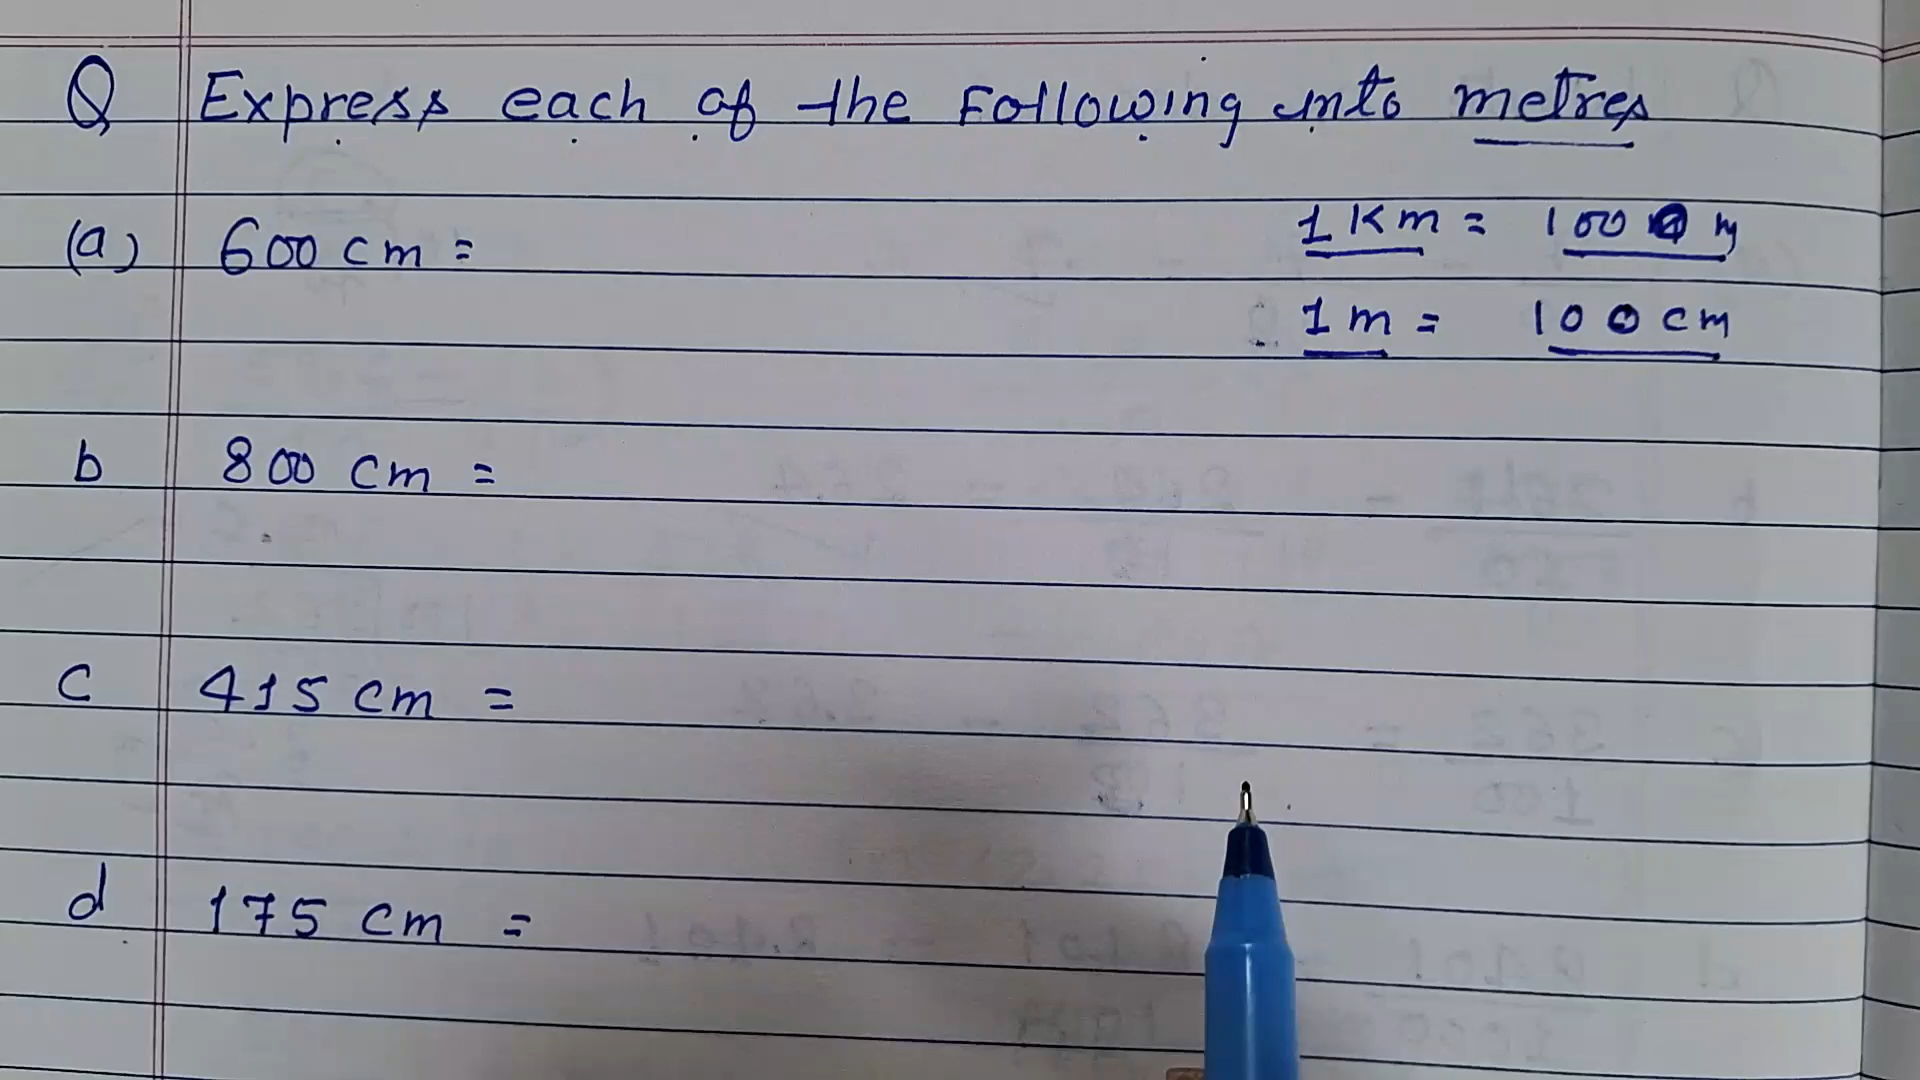 Q Express each of the Following into metres
(a) 600 cm =
1 Km = 1000 m
1 m = 100 cm
b 800 cm =
c 415 cm =
d 175 cm =